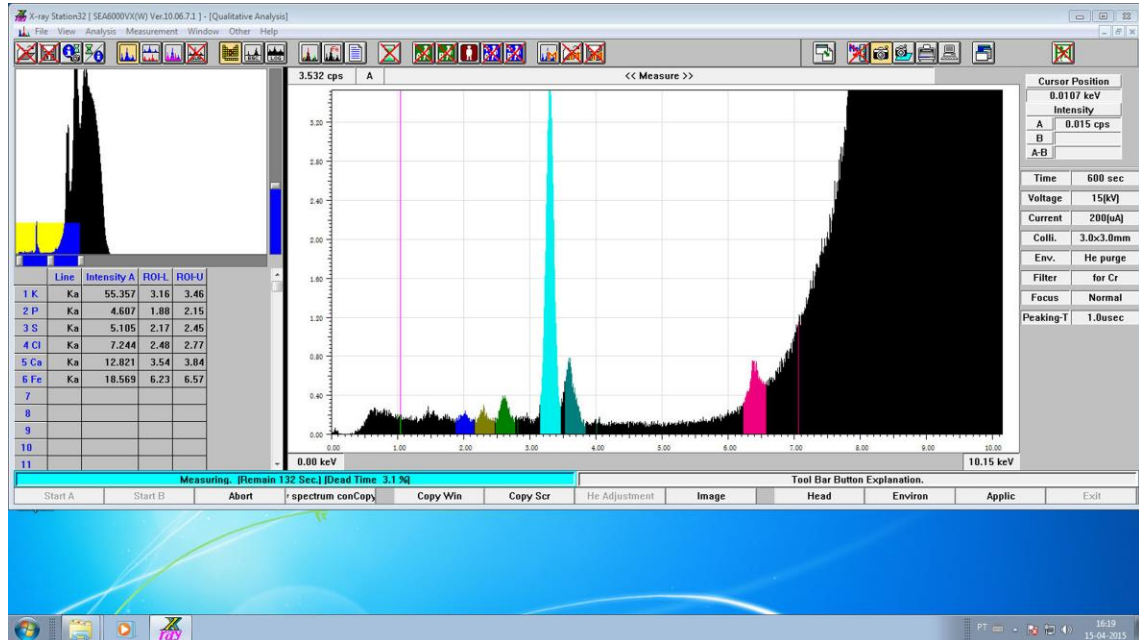 X-ray Station32 [ SEA6000VX(W) Ver.10.06.7.1 ] - [Qualitative Analysis]
File View Analysis Measurement Window Other Help
3.532 cps A << Measure >>
Cursor Position
0.0107 keV
Intensity
A 0.015 cps
B
A-B
Time 600 sec
Voltage 15(kV)
Current 200(uA)
Colli. 3.0x3.0mm
Env. He purge
Filter for Cr
Focus Normal
Peaking-T 1.0usec
Line Intensity A ROI-L ROI-U
1 K Ka 55.357 3.16 3.46
2 P Ka 4.607 1.88 2.15
3 S Ka 5.105 2.17 2.45
4 Cl Ka 7.244 2.48 2.77
5 Ca Ka 12.821 3.54 3.84
6 Fe Ka 18.569 6.23 6.57
7
8
9
10
11
3.20
2.80
2.40
2.00
1.60
1.20
0.80
0.40
0.00
0.00 1.00 2.00 3.00 4.00 5.00 6.00 7.00 8.00 9.00 10.00
0.00 keV 10.15 keV
Measuring. (Remain 132 Sec.) (Dead Time 3.1 %)
Tool Bar Button Explanation.
Start A Start B Abort r spectrum conCopy Copy Win Copy Scr He Adjustment Image Head Environ Applic Exit
X
ray
PT
16:19
15-04-2015